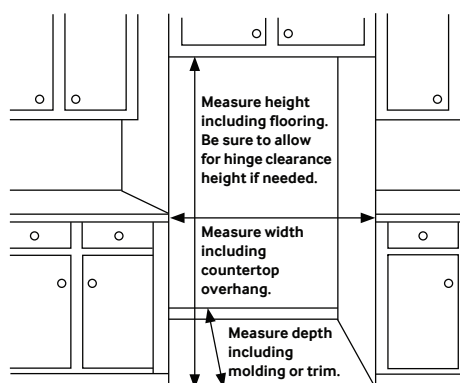 Measure height
including flooring.
Be sure to allow
for hinge clearance
height if needed.
Measure width
including
countertop
overhang.
Measure depth
including
molding or trim.